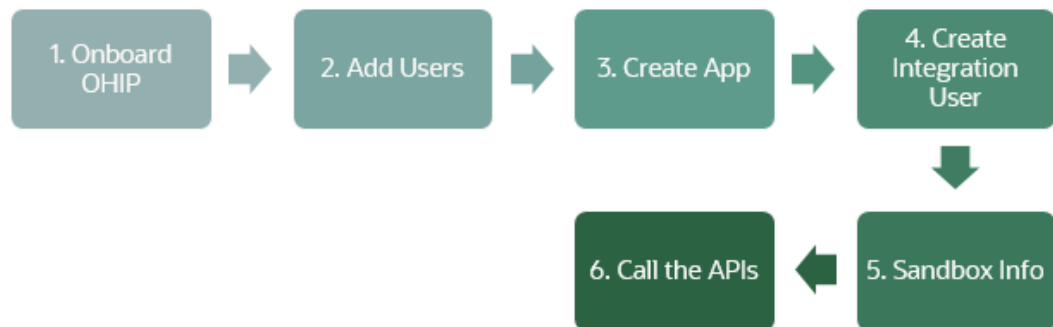 1. Onboard
OHIP
2. Add Users
3. Create App
4. Create
Integration
User
5. Sandbox Info
6. Call the APIs